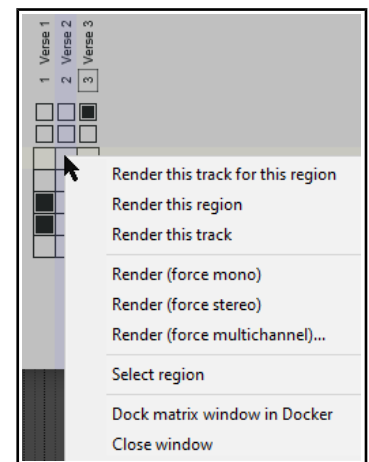 1 Verse 1
2 Verse 2
3 Verse 3
Render this track for this region
Render this region
Render this track
Render (force mono)
Render (force stereo)
Render (force multichannel)...
Select region
Dock matrix window in Docker
Close window